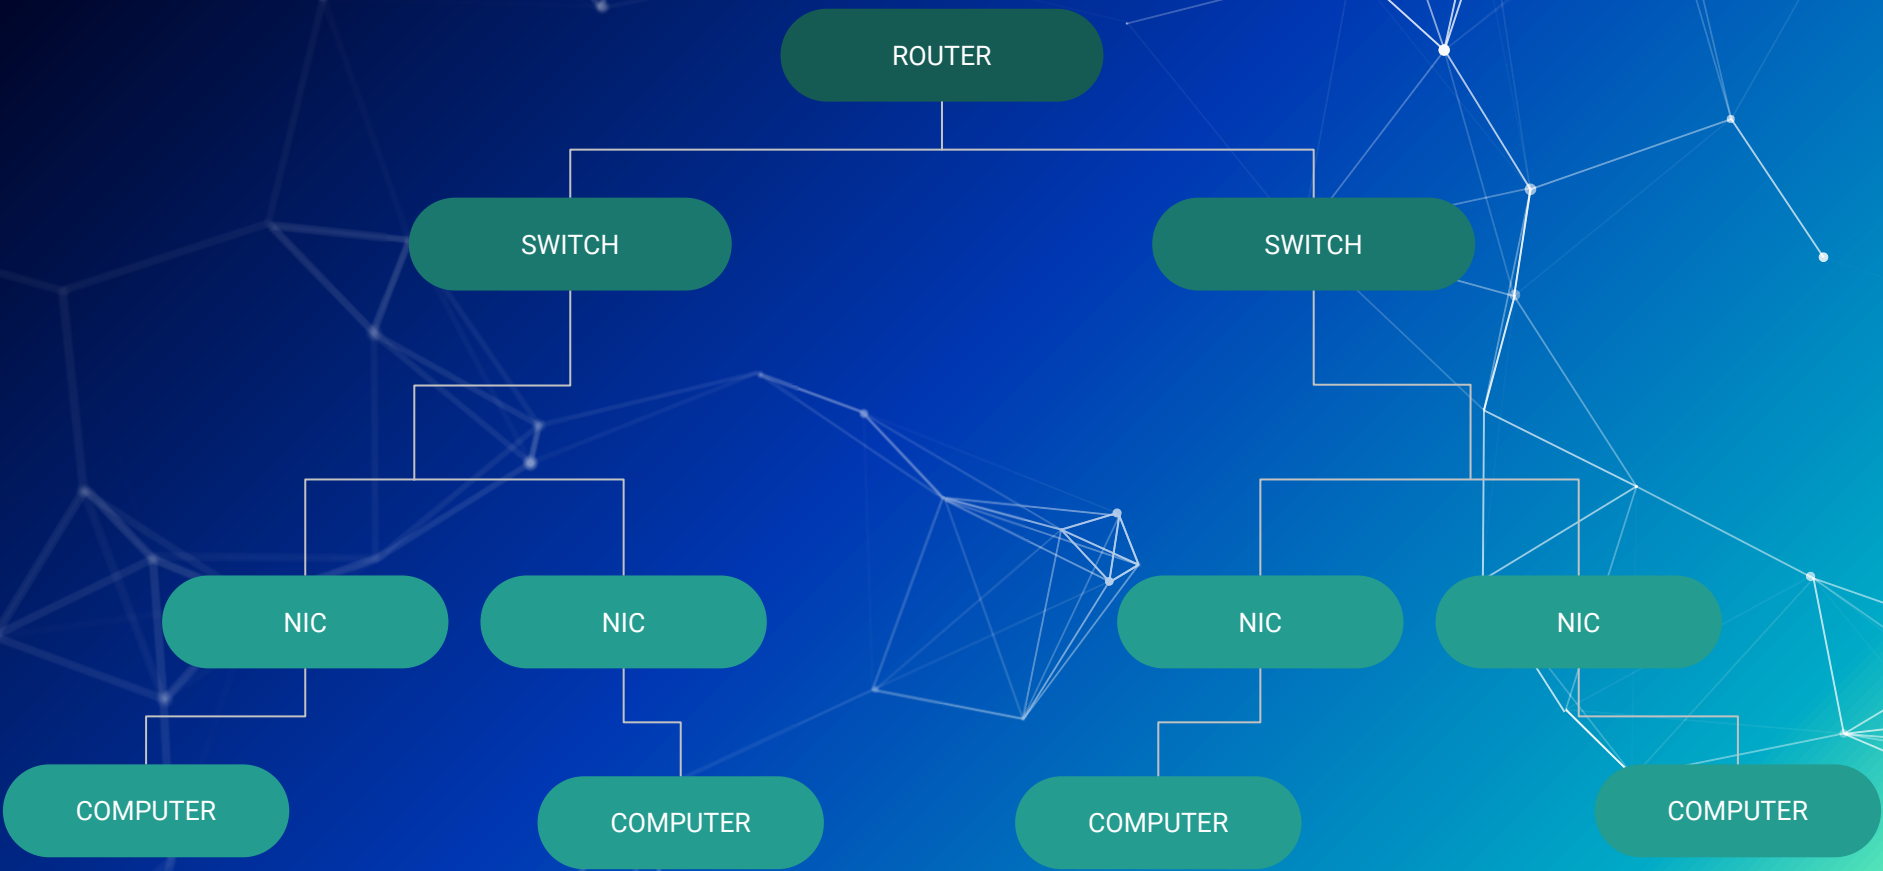 ROUTER
SWITCH
SWITCH
NIC
NIC
NIC
NIC
COMPUTER
COMPUTER
COMPUTER
COMPUTER